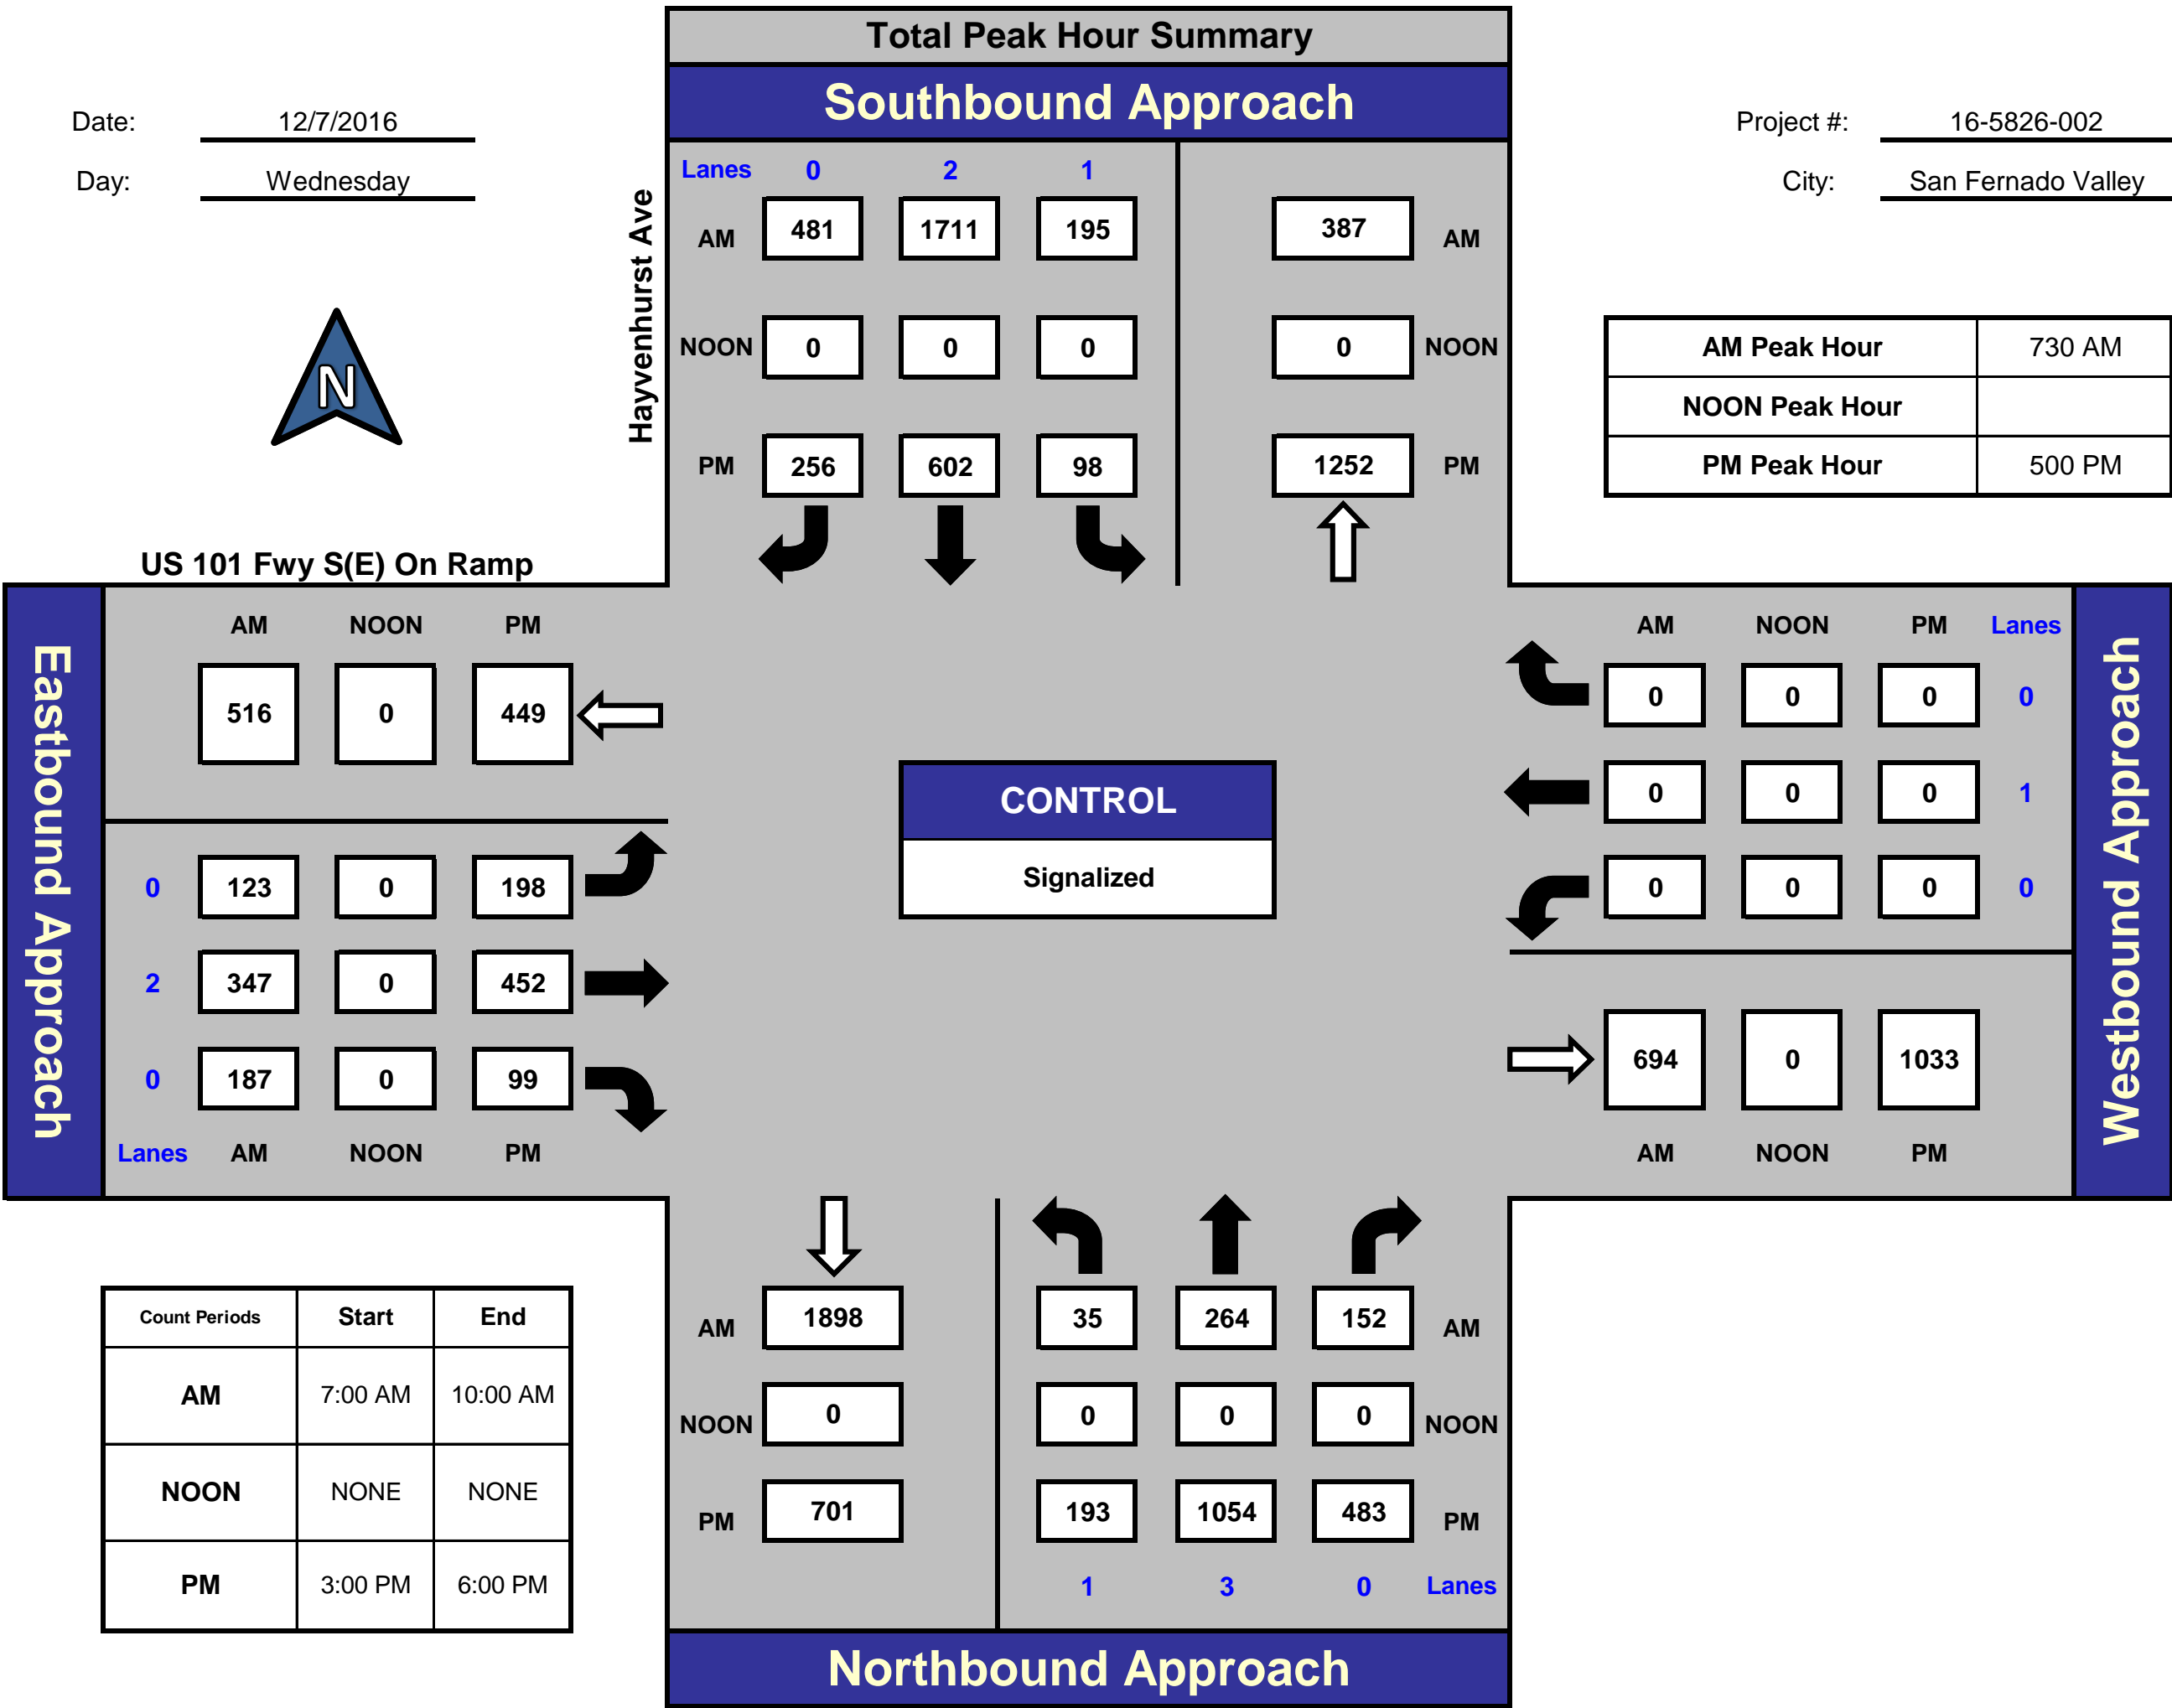 Total Peak Hour Summary
Southbound Approach
Date: 12/7/2016
Project #: 16-5826-002
Day: Wednesday
City: San Fernado Valley
Hayvenhurst Ave
Lanes 0 2 1
AM 481 1711 195 387 AM
NOON 0 0 0 0 NOON
PM 256 602 98 1252 PM
N
AM Peak Hour 730 AM
NOON Peak Hour
PM Peak Hour 500 PM
US 101 Fwy S(E) On Ramp
Eastbound Approach
AM NOON PM
516 0 449
0 123 0 198
2 347 0 452
0 187 0 99
Lanes AM NOON PM
CONTROL
Signalized
AM NOON PM Lanes
0 0 0 0
0 0 0 1
0 0 0 0
694 0 1033
AM NOON PM
Westbound Approach
Count Periods Start End
AM 7:00 AM 10:00 AM
NOON NONE NONE
PM 3:00 PM 6:00 PM
AM 1898 35 264 152 AM
NOON 0 0 0 0 NOON
PM 701 193 1054 483 PM
1 3 0 Lanes
Northbound Approach